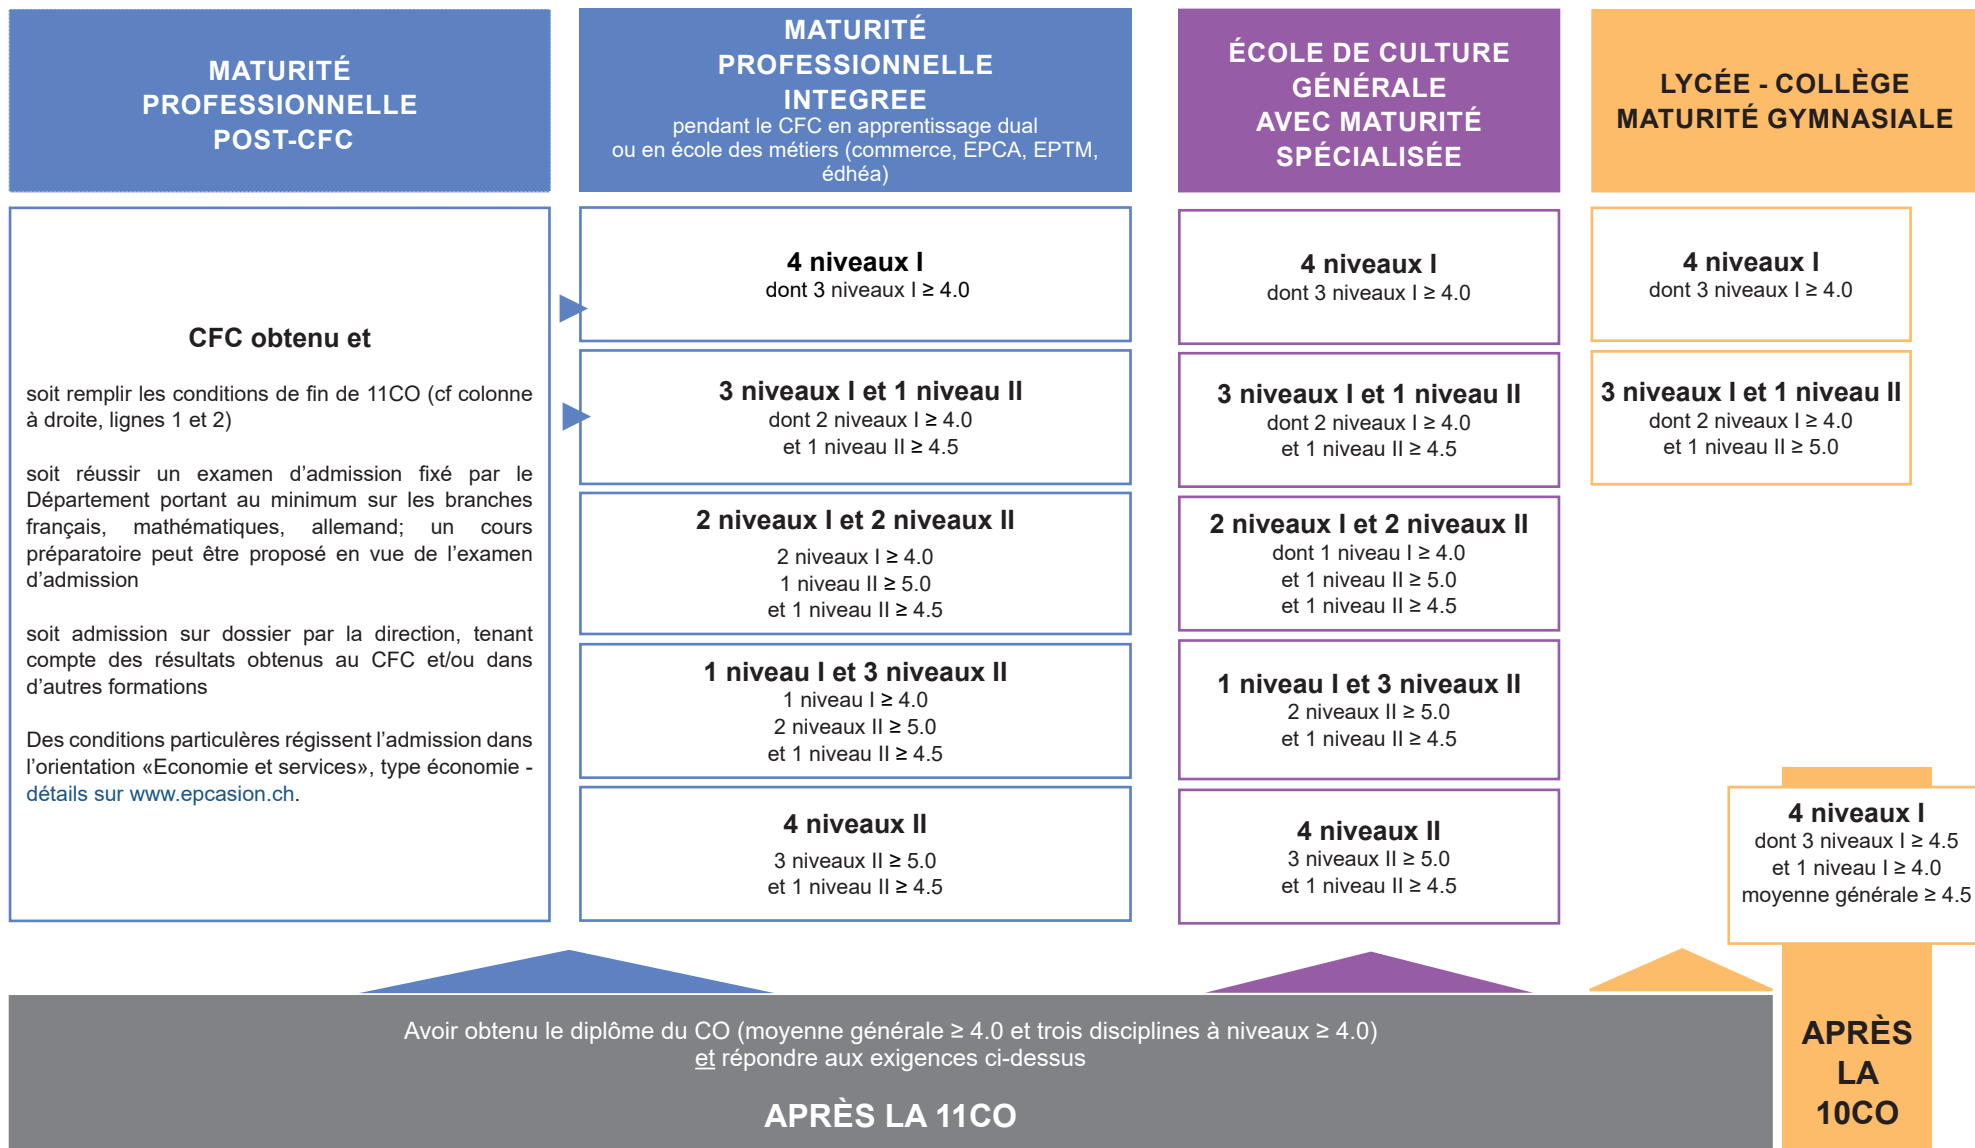 MATURITÉ
PROFESSIONNELLE
POST-CFC
MATURITÉ
PROFESSIONNELLE
INTEGREE
pendant le CFC en apprentissage dual
ou en école des métiers (commerce, EPCA, EPTM,
édhéa)
ÉCOLE DE CULTURE
GÉNÉRALE
AVEC MATURITÉ
SPÉCIALISÉE
LYCÉE - COLLÈGE
MATURITÉ GYMNASIALE
CFC obtenu et
soit remplir les conditions de fin de 11CO (cf colonne
à droite, lignes 1 et 2)
soit réussir un examen d’admission fixé par le
Département portant au minimum sur les branches
français, mathématiques, allemand; un cours
préparatoire peut être proposé en vue de l’examen
d’admission
soit admission sur dossier par la direction, tenant
compte des résultats obtenus au CFC et/ou dans
d’autres formations
Des conditions particulères régissent l’admission dans
l’orientation «Economie et services», type économie -
détails sur www.epcasion.ch.
4 niveaux I
dont 3 niveaux I ≥ 4.0
3 niveaux I et 1 niveau II
dont 2 niveaux I ≥ 4.0
et 1 niveau II ≥ 4.5
2 niveaux I et 2 niveaux II
2 niveaux I ≥ 4.0
1 niveau II ≥ 5.0
et 1 niveau II ≥ 4.5
1 niveau I et 3 niveaux II
1 niveau I ≥ 4.0
2 niveaux II ≥ 5.0
et 1 niveau II ≥ 4.5
4 niveaux II
3 niveaux II ≥ 5.0
et 1 niveau II ≥ 4.5
4 niveaux I
dont 3 niveaux I ≥ 4.0
3 niveaux I et 1 niveau II
dont 2 niveaux I ≥ 4.0
et 1 niveau II ≥ 4.5
2 niveaux I et 2 niveaux II
dont 1 niveau I ≥ 4.0
et 1 niveau II ≥ 5.0
et 1 niveau II ≥ 4.5
1 niveau I et 3 niveaux II
2 niveaux II ≥ 5.0
et 1 niveau II ≥ 4.5
4 niveaux II
3 niveaux II ≥ 5.0
et 1 niveau II ≥ 4.5
4 niveaux I
dont 3 niveaux I ≥ 4.0
3 niveaux I et 1 niveau II
dont 2 niveaux I ≥ 4.0
et 1 niveau II ≥ 5.0
4 niveaux I
dont 3 niveaux I ≥ 4.5
et 1 niveau I ≥ 4.0
moyenne générale ≥ 4.5
Avoir obtenu le diplôme du CO (moyenne générale ≥ 4.0 et trois disciplines à niveaux ≥ 4.0)
et répondre aux exigences ci-dessus
APRÈS LA 11CO
APRÈS
LA
10CO